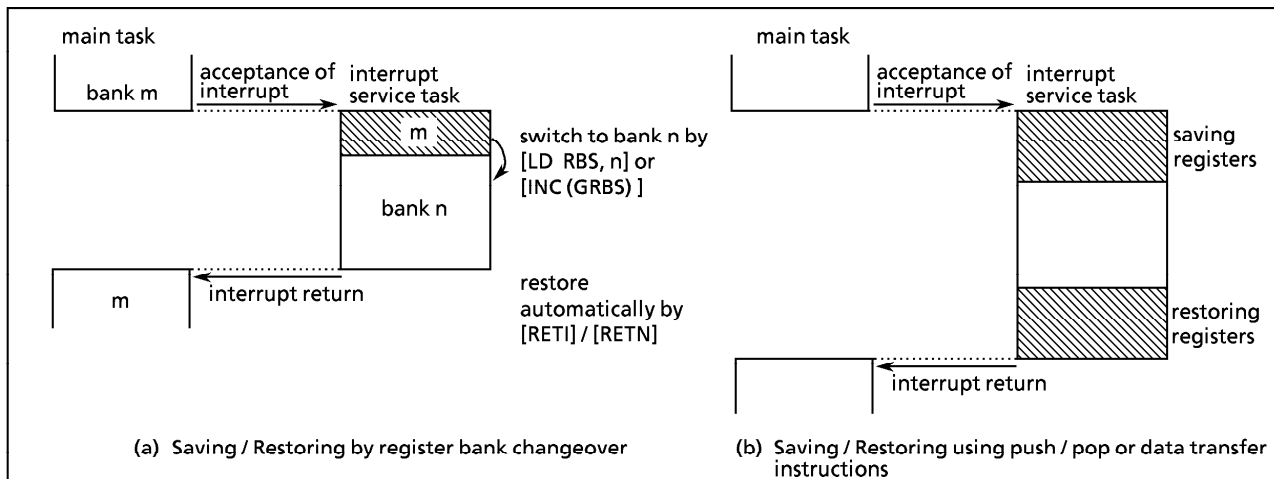 main task
bank m
acceptance of
interrupt
interrupt
service task
m
switch to bank n by
[LD RBS, n] or
[INC (GRBS) ]
bank n
interrupt return
m
restore
automatically by
[RETI] / [RETN]
(a) Saving / Restoring by register bank changeover
main task
acceptance of
interrupt
interrupt
service task
saving
registers
restoring
registers
interrupt return
(b) Saving / Restoring using push / pop or data transfer
instructions